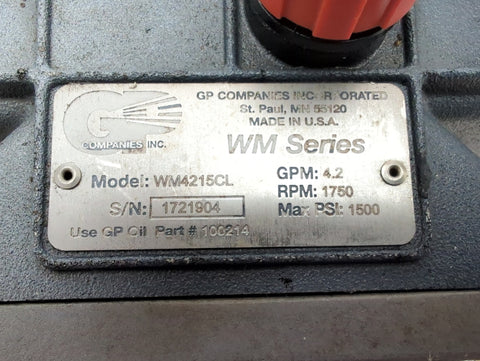 GP
COMPANIES INC.
GP COMPANIES INCORPORATED
St. Paul, MN 55120
MADE IN U.S.A.
WM Series
Model: WM4215CL
GPM: 4.2
RPM: 1750
S/N: 1721904
Max PSI: 1500
Use GP Oil Part # 100214